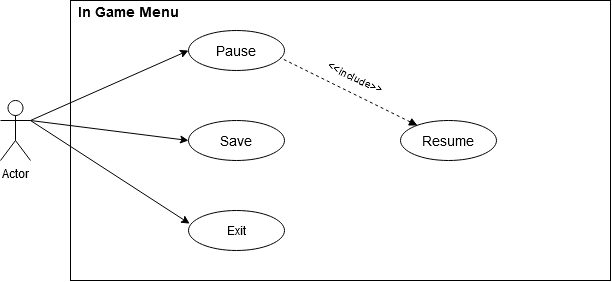 In Game Menu
Pause
<<include>>
Actor
Save
Resume
Exit